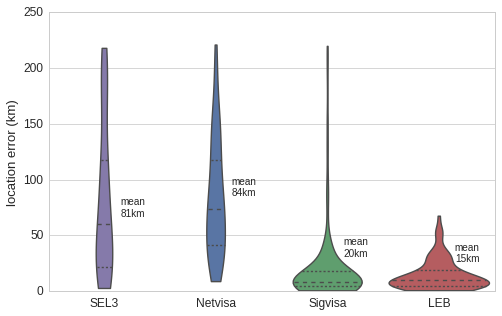 location error (km)
250
200
150
100
50
0
mean
81km
mean
84km
mean
20km
mean
15km
SEL3
Netvisa
Sigvisa
LEB